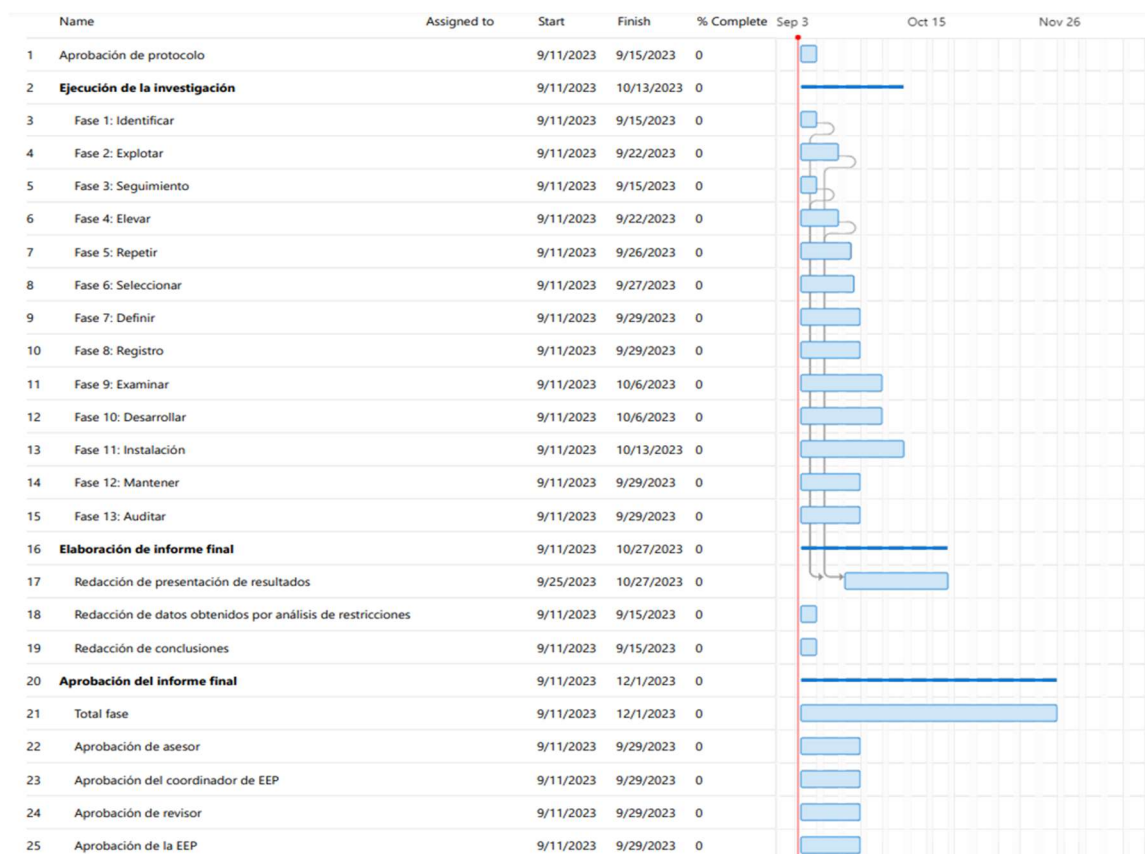 Name Assigned to Start Finish % Complete Sep 3 Oct 15 Nov 26
1 Aprobación de protocolo 9/11/2023 9/15/2023 0
2 Ejecución de la investigación 9/11/2023 10/13/2023 0
3 Fase 1: Identificar 9/11/2023 9/15/2023 0
4 Fase 2: Explotar 9/11/2023 9/22/2023 0
5 Fase 3: Seguimiento 9/11/2023 9/15/2023 0
6 Fase 4: Elevar 9/11/2023 9/22/2023 0
7 Fase 5: Repetir 9/11/2023 9/26/2023 0
8 Fase 6: Seleccionar 9/11/2023 9/27/2023 0
9 Fase 7: Definir 9/11/2023 9/29/2023 0
10 Fase 8: Registro 9/11/2023 9/29/2023 0
11 Fase 9: Examinar 9/11/2023 10/6/2023 0
12 Fase 10: Desarrollar 9/11/2023 10/6/2023 0
13 Fase 11: Instalación 9/11/2023 10/13/2023 0
14 Fase 12: Mantener 9/11/2023 9/29/2023 0
15 Fase 13: Auditar 9/11/2023 9/29/2023 0
16 Elaboración de informe final 9/11/2023 10/27/2023 0
17 Redacción de presentación de resultados 9/25/2023 10/27/2023 0
18 Redacción de datos obtenidos por análisis de restricciones 9/11/2023 9/15/2023 0
19 Redacción de conclusiones 9/11/2023 9/15/2023 0
20 Aprobación del informe final 9/11/2023 12/1/2023 0
21 Total fase 9/11/2023 12/1/2023 0
22 Aprobación de asesor 9/11/2023 9/29/2023 0
23 Aprobación del coordinador de EEP 9/11/2023 9/29/2023 0
24 Aprobación de revisor 9/11/2023 9/29/2023 0
25 Aprobación de la EEP 9/11/2023 9/29/2023 0